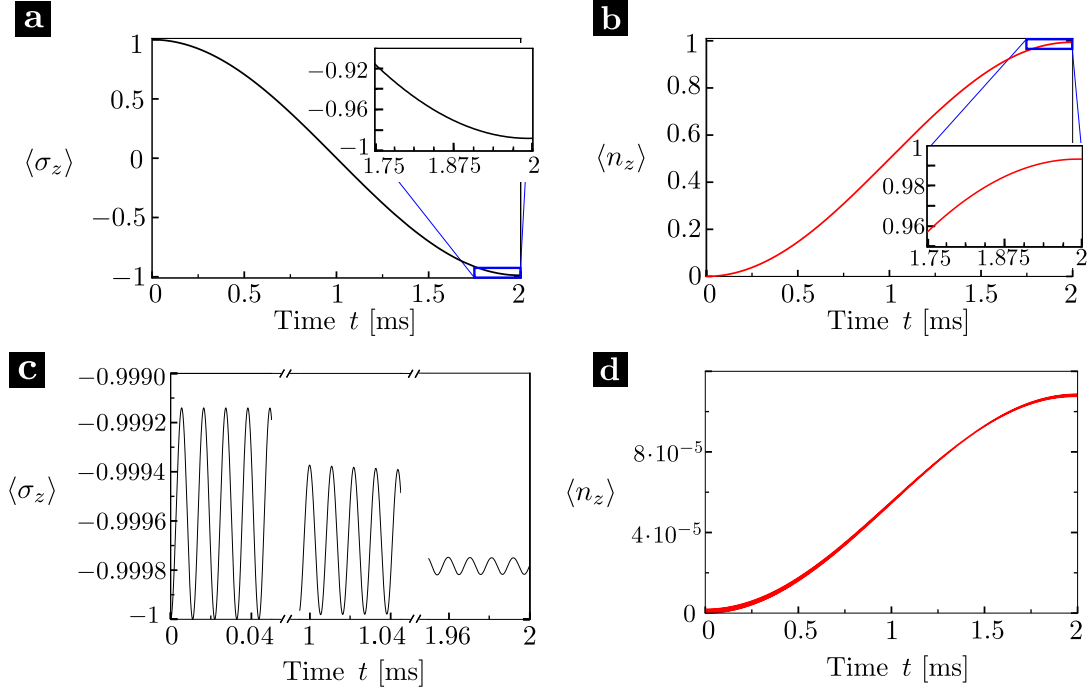 a
1
0.5
0
−0.5
−1
⟨σ_z⟩
−0.92
−0.96
−1
1.75 1.875 2
0 0.5 1 1.5 2
Time t [ms]
b
1
0.8
0.6
0.4
0.2
0
⟨n_z⟩
1
0.98
0.96
1.75 1.875 2
0 0.5 1 1.5 2
Time t [ms]
c
−0.9990
−0.9992
−0.9994
−0.9996
−0.9998
−1
⟨σ_z⟩
0 0.04 1 1.04 1.96 2
Time t [ms]
d
8·10⁻⁵
4·10⁻⁵
0
⟨n_z⟩
0 0.5 1 1.5 2
Time t [ms]